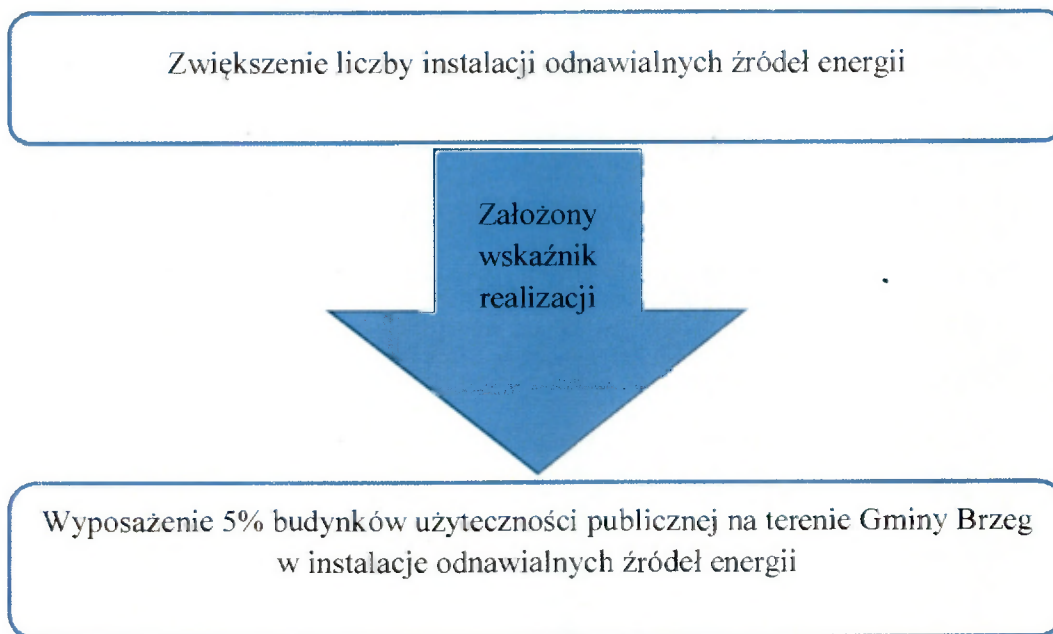 Zwiększenie liczby instalacji odnawialnych źródeł energii
Założony
wskaźnik
realizacji
Wyposażenie 5% budynków użyteczności publicznej na terenie Gminy Brzeg
w instalacje odnawialnych źródeł energii